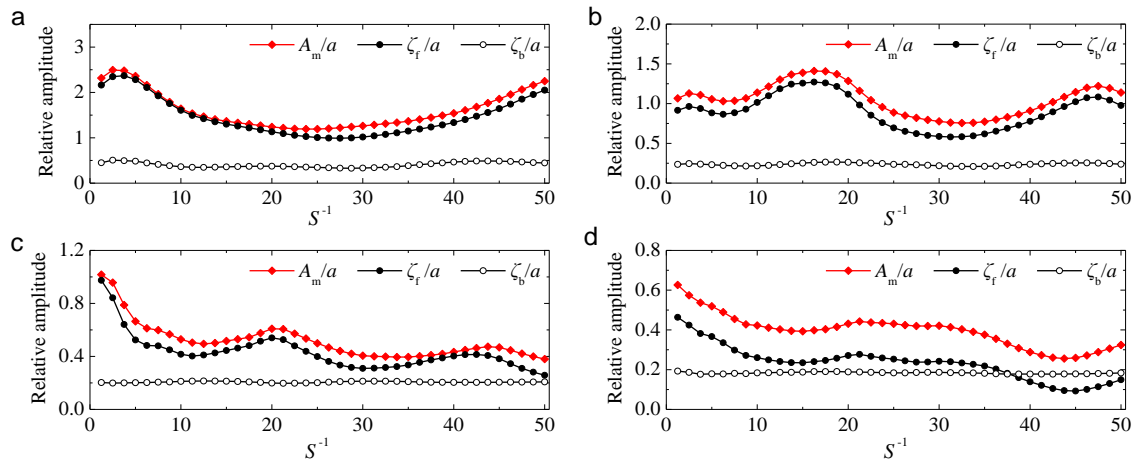 a
Relative amplitude
A_m/a ζ_f/a ζ_b/a
3
2
1
0
0 10 20 30 40 50
S^-1
b
Relative amplitude
A_m/a ζ_f/a ζ_b/a
2.0
1.5
1.0
0.5
0.0
0 10 20 30 40 50
S^-1
c
Relative amplitude
A_m/a ζ_f/a ζ_b/a
1.2
0.8
0.4
0.0
0 10 20 30 40 50
S^-1
d
Relative amplitude
A_m/a ζ_f/a ζ_b/a
0.8
0.6
0.4
0.2
0.0
0 10 20 30 40 50
S^-1